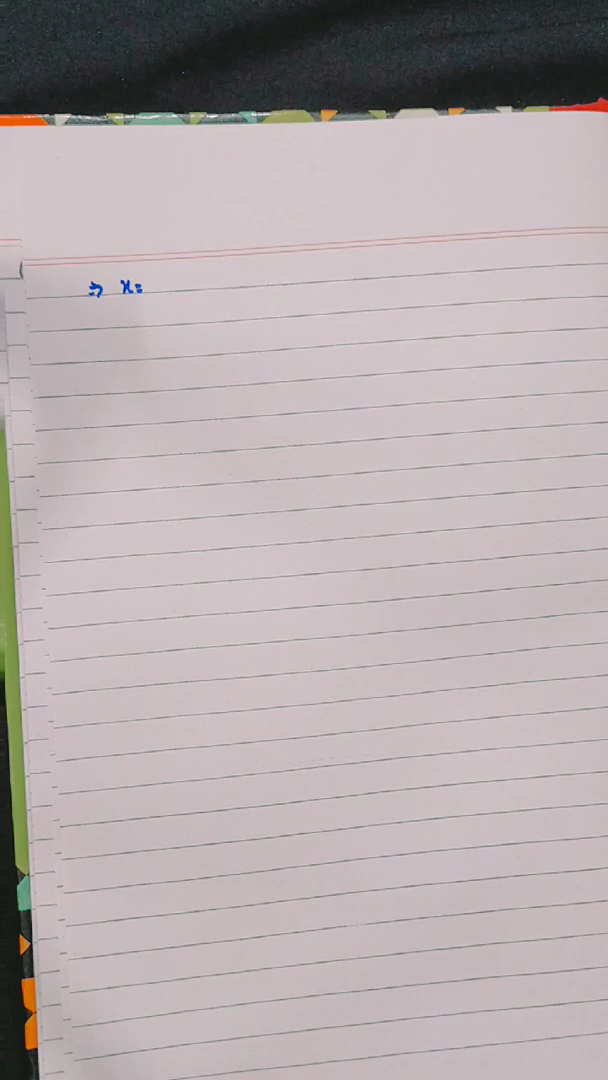 ⇒ x=